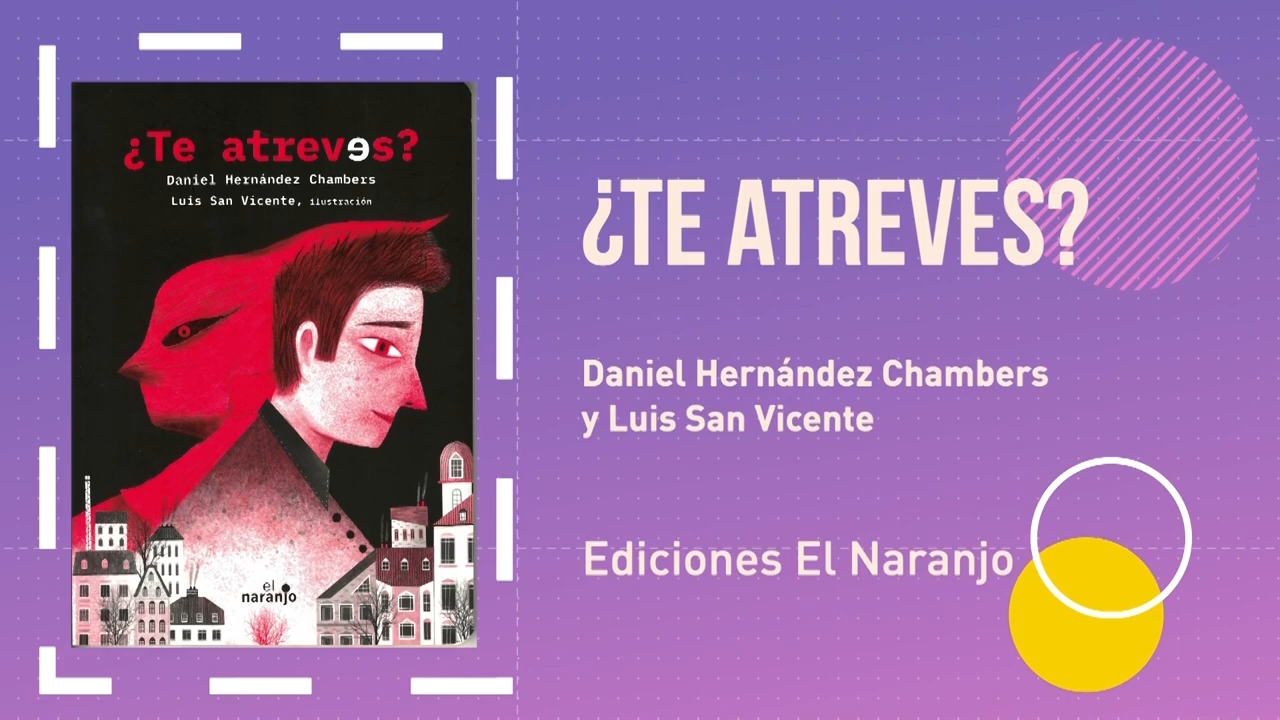 ¿Te atreves?
Daniel Hernández Chambers
Luis San Vicente, ilustración
el
naranjo
¿TE ATREVES?
Daniel Hernández Chambers
y Luis San Vicente
Ediciones El Naranjo